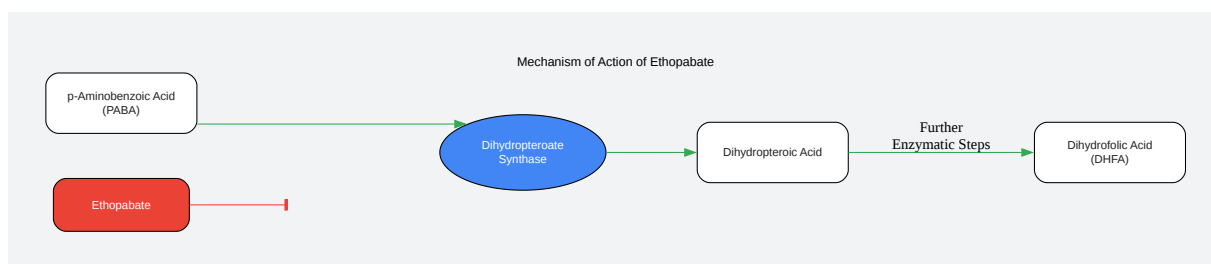 Mechanism of Action of Ethopabate
p-Aminobenzoic Acid
(PABA)
Dihydropteroate
Synthase
Dihydropteroic Acid
Further
Enzymatic Steps
Dihydrofolic Acid
(DHFA)
Ethopabate